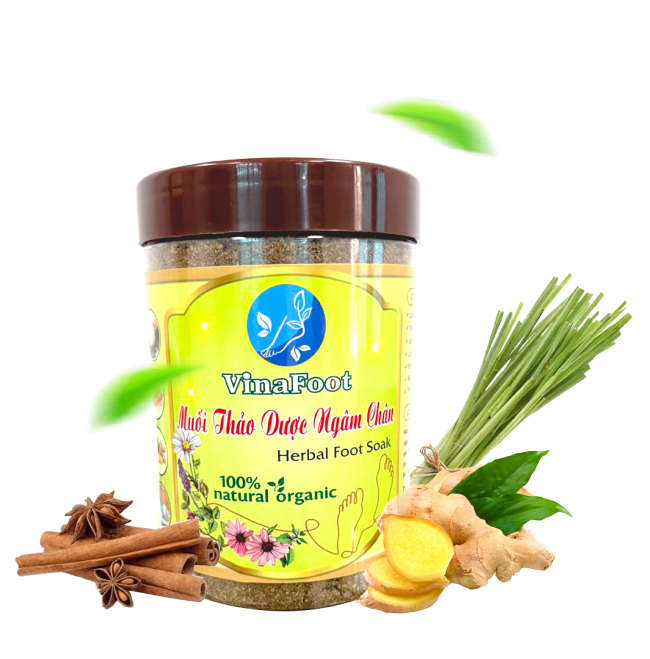 VinaFoot
Muối Thảo Dược Ngâm Chân
Herbal Foot Soak
100%
natural organic